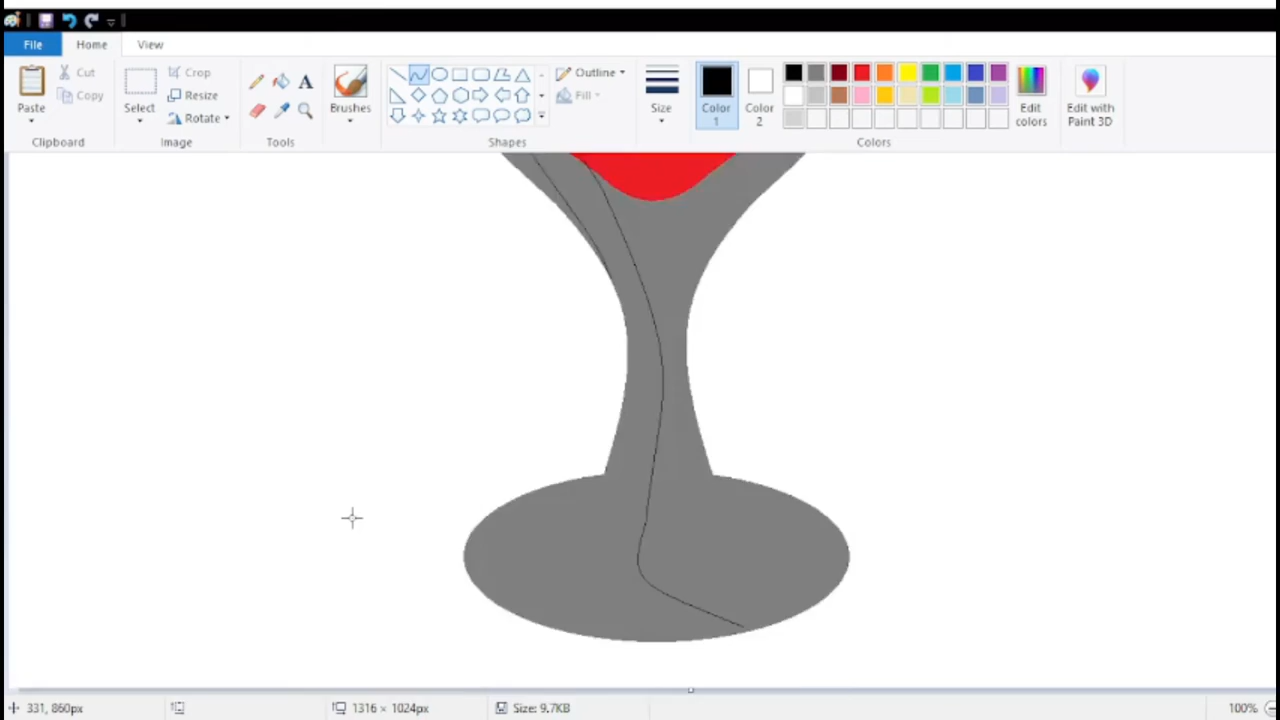 File Home View
Paste Cut Copy Select Crop Resize Rotate A Brushes Outline Fill Size Color 1 Color 2 Edit colors Edit with Paint 3D
Clipboard Image Tools Shapes Colors
331, 860px 1316 × 1024px Size: 9.7KB 100%